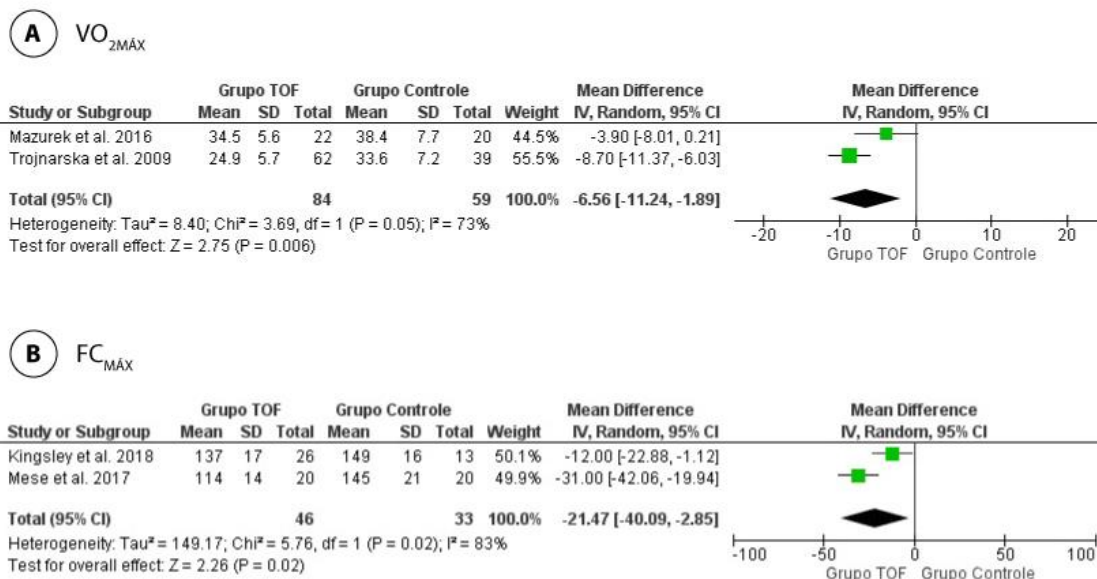 A VO2MÁX
Grupo TOF Grupo Controle Mean Difference Mean Difference
Study or Subgroup Mean SD Total Mean SD Total Weight IV, Random, 95% CI IV, Random, 95% CI
Mazurek et al. 2016 34.5 5.6 22 38.4 7.7 20 44.5% -3.90 [-8.01, 0.21]
Trojnarska et al. 2009 24.9 5.7 62 33.6 7.2 39 55.5% -8.70 [-11.37, -6.03]
Total (95% CI) 84 59 100.0% -6.56 [-11.24, -1.89]
Heterogeneity: Tau² = 8.40; Chi² = 3.69, df = 1 (P = 0.05); I² = 73%
Test for overall effect: Z = 2.75 (P = 0.006)
-20 -10 0 10 20
Grupo TOF Grupo Controle
B FCMÁX
Grupo TOF Grupo Controle Mean Difference Mean Difference
Study or Subgroup Mean SD Total Mean SD Total Weight IV, Random, 95% CI IV, Random, 95% CI
Kingsley et al. 2018 137 17 26 149 16 13 50.1% -12.00 [-22.88, -1.12]
Mese et al. 2017 114 14 20 145 21 20 49.9% -31.00 [-42.06, -19.94]
Total (95% CI) 46 33 100.0% -21.47 [-40.09, -2.85]
Heterogeneity: Tau² = 149.17; Chi² = 5.76, df = 1 (P = 0.02); I² = 83%
Test for overall effect: Z = 2.26 (P = 0.02)
-100 -50 0 50 100
Grupo TOF Grupo Controle